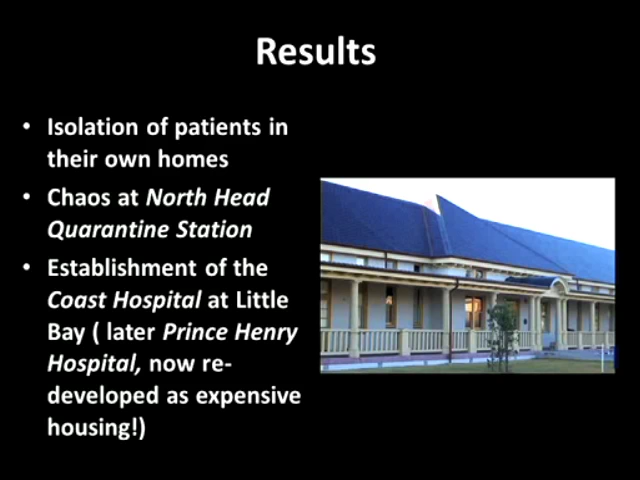 Results
• Isolation of patients in
their own homes
• Chaos at North Head
Quarantine Station
• Establishment of the
Coast Hospital at Little
Bay ( later Prince Henry
Hospital, now re-
developed as expensive
housing!)